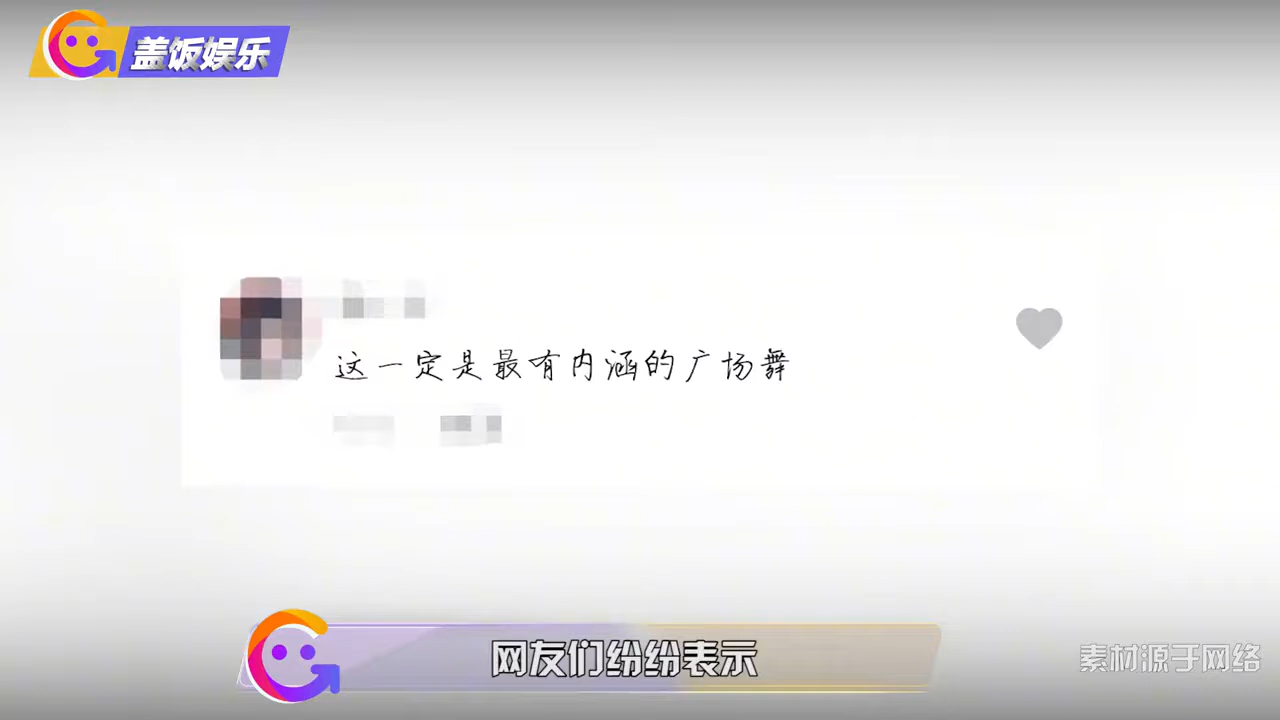 盖饭娱乐
这一定是最有内涵的广场舞
网友们纷纷表示
素材源于网络